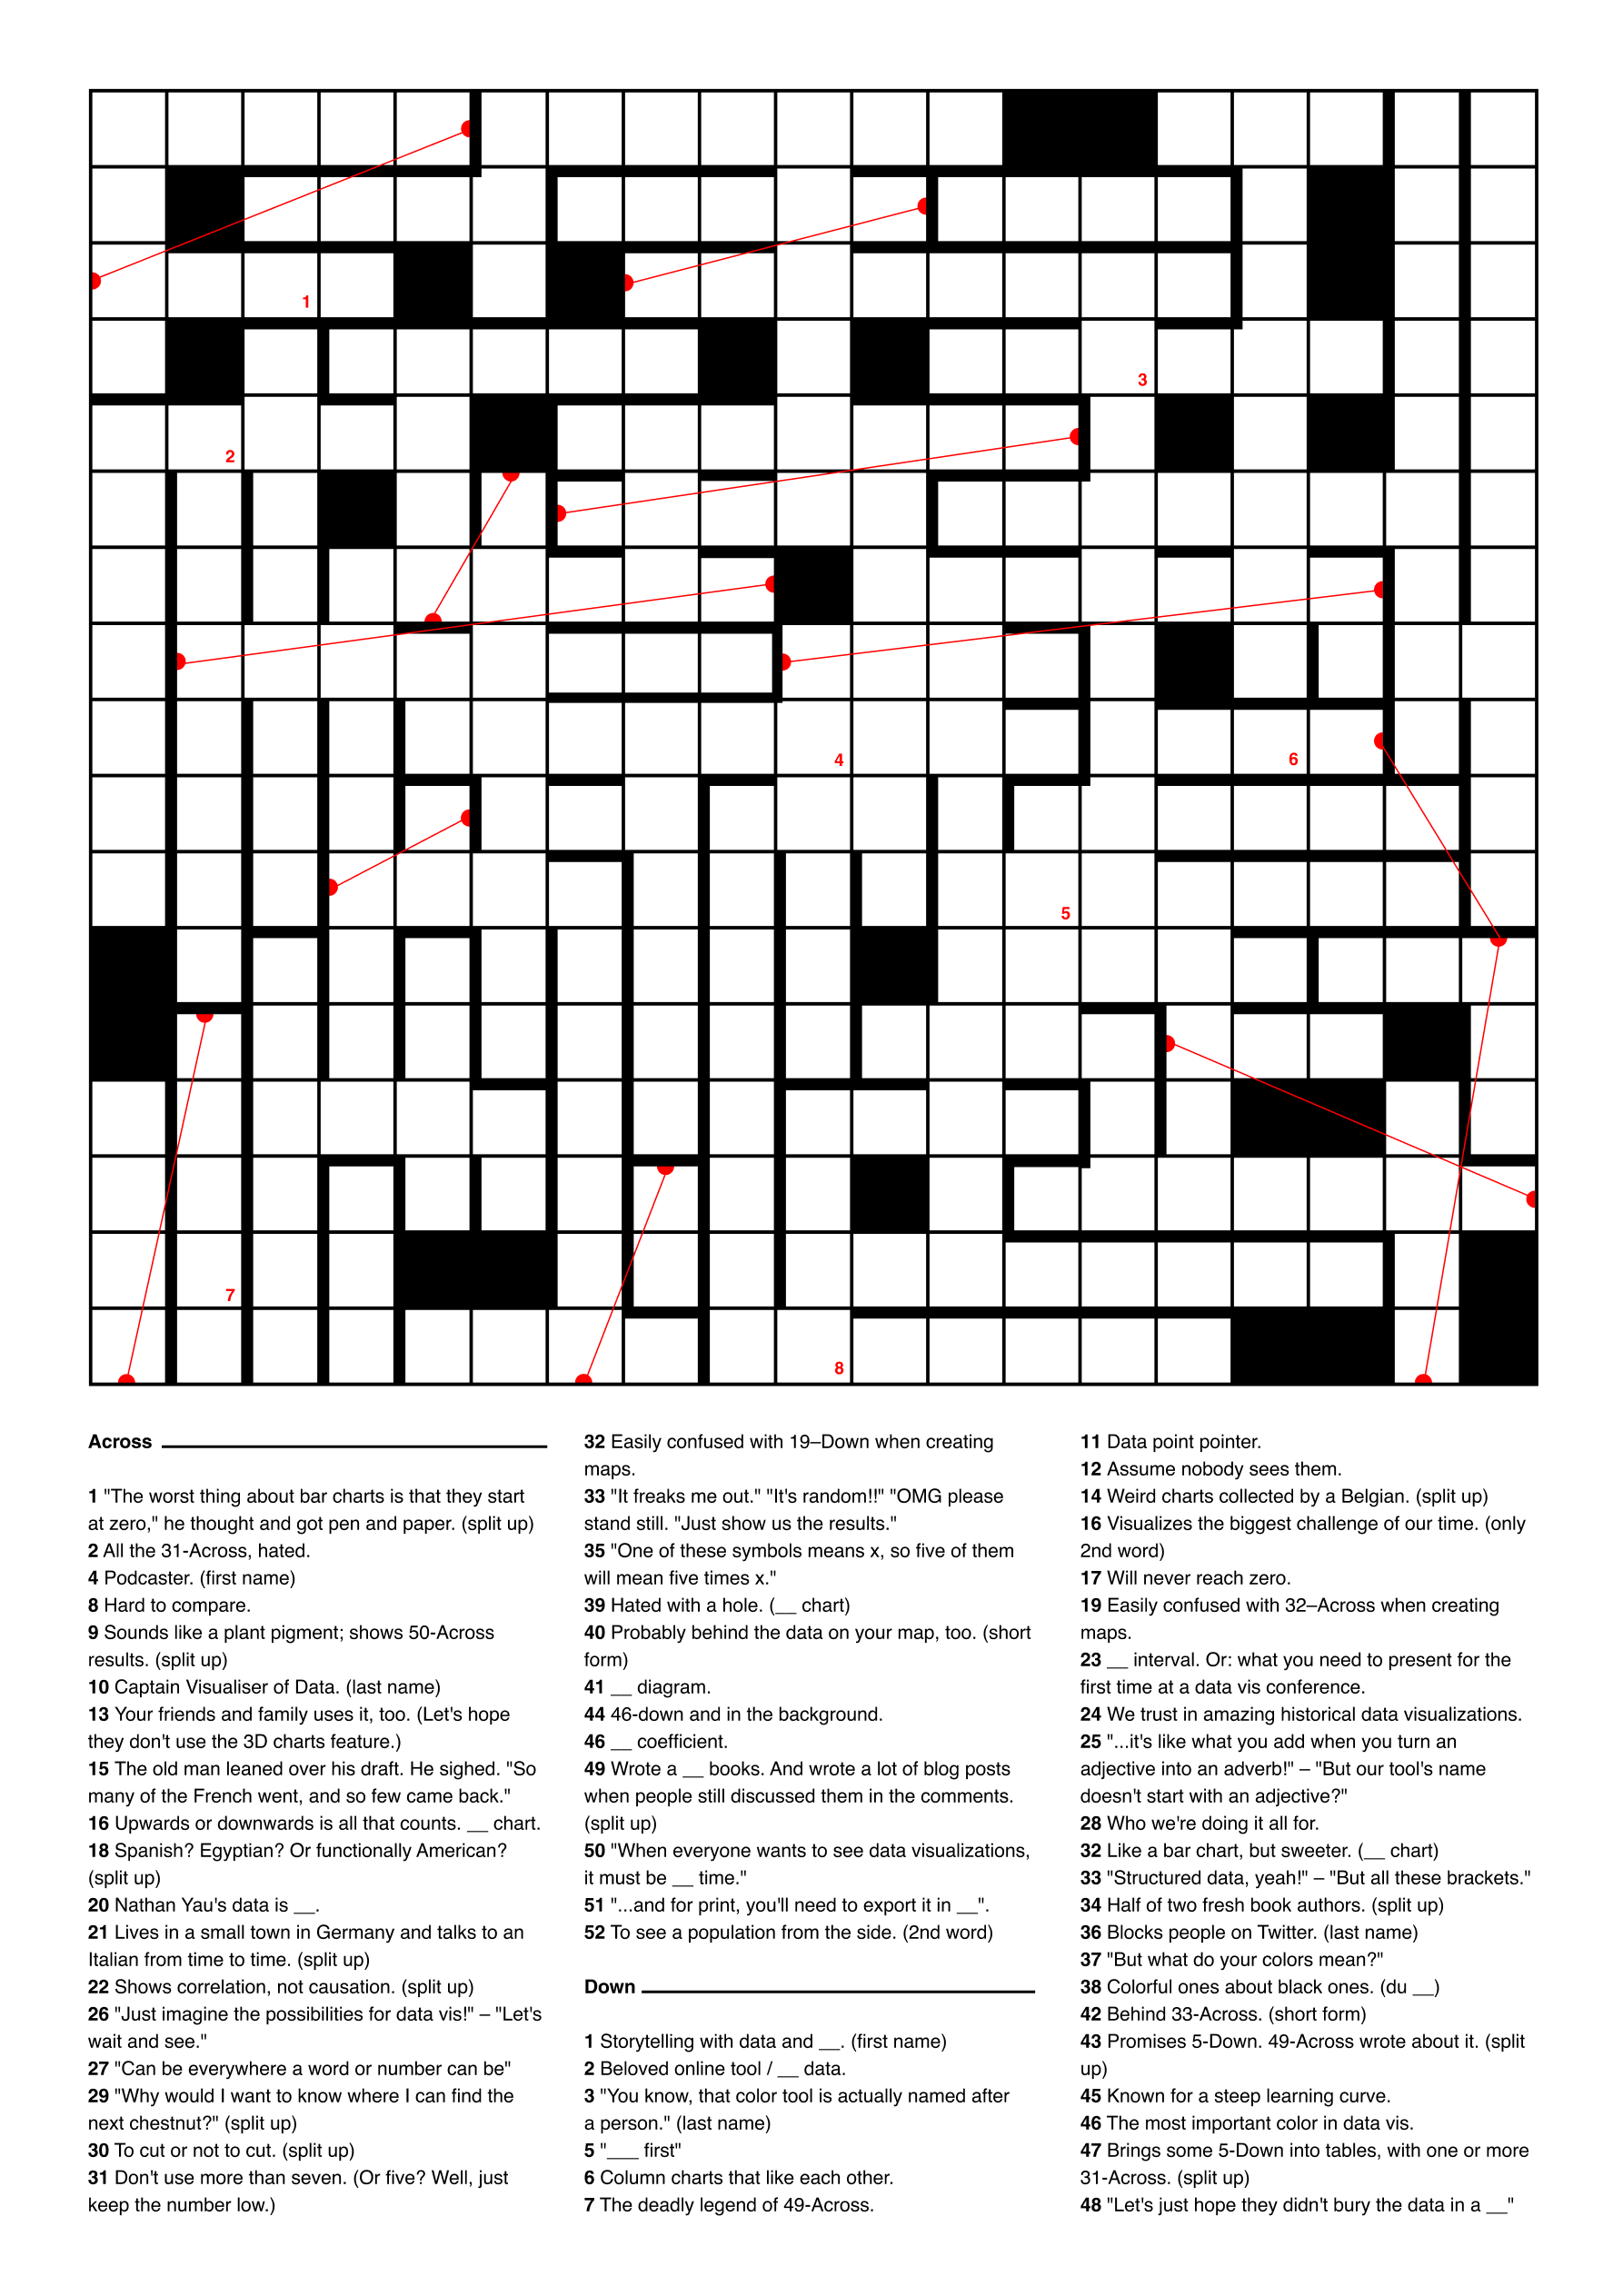 1
3
2
4
6
5
7
8
Across
1 "The worst thing about bar charts is that they start
at zero," he thought and got pen and paper. (split up)
2 All the 31-Across, hated.
4 Podcaster. (first name)
8 Hard to compare.
9 Sounds like a plant pigment; shows 50-Across
results. (split up)
10 Captain Visualiser of Data. (last name)
13 Your friends and family uses it, too. (Let's hope
they don't use the 3D charts feature.)
15 The old man leaned over his draft. He sighed. "So
many of the French went, and so few came back."
16 Upwards or downwards is all that counts. __ chart.
18 Spanish? Egyptian? Or functionally American?
(split up)
20 Nathan Yau's data is __.
21 Lives in a small town in Germany and talks to an
Italian from time to time. (split up)
22 Shows correlation, not causation. (split up)
26 "Just imagine the possibilities for data vis!" – "Let's
wait and see."
27 "Can be everywhere a word or number can be"
29 "Why would I want to know where I can find the
next chestnut?" (split up)
30 To cut or not to cut. (split up)
31 Don't use more than seven. (Or five? Well, just
keep the number low.)
32 Easily confused with 19–Down when creating
maps.
33 "It freaks me out." "It's random!!" "OMG please
stand still. "Just show us the results."
35 "One of these symbols means x, so five of them
will mean five times x."
39 Hated with a hole. (__ chart)
40 Probably behind the data on your map, too. (short
form)
41 __ diagram.
44 46-down and in the background.
46 __ coefficient.
49 Wrote a __ books. And wrote a lot of blog posts
when people still discussed them in the comments.
(split up)
50 "When everyone wants to see data visualizations,
it must be __ time."
51 "...and for print, you'll need to export it in __".
52 To see a population from the side. (2nd word)
Down
1 Storytelling with data and __. (first name)
2 Beloved online tool / __ data.
3 "You know, that color tool is actually named after
a person." (last name)
5 "___ first"
6 Column charts that like each other.
7 The deadly legend of 49-Across.
11 Data point pointer.
12 Assume nobody sees them.
14 Weird charts collected by a Belgian. (split up)
16 Visualizes the biggest challenge of our time. (only
2nd word)
17 Will never reach zero.
19 Easily confused with 32–Across when creating
maps.
23 __ interval. Or: what you need to present for the
first time at a data vis conference.
24 We trust in amazing historical data visualizations.
25 "...it's like what you add when you turn an
adjective into an adverb!" – "But our tool's name
doesn't start with an adjective?"
28 Who we're doing it all for.
32 Like a bar chart, but sweeter. (__ chart)
33 "Structured data, yeah!" – "But all these brackets."
34 Half of two fresh book authors. (split up)
36 Blocks people on Twitter. (last name)
37 "But what do your colors mean?"
38 Colorful ones about black ones. (du __)
42 Behind 33-Across. (short form)
43 Promises 5-Down. 49-Across wrote about it. (split
up)
45 Known for a steep learning curve.
46 The most important color in data vis.
47 Brings some 5-Down into tables, with one or more
31-Across. (split up)
48 "Let's just hope they didn't bury the data in a __"